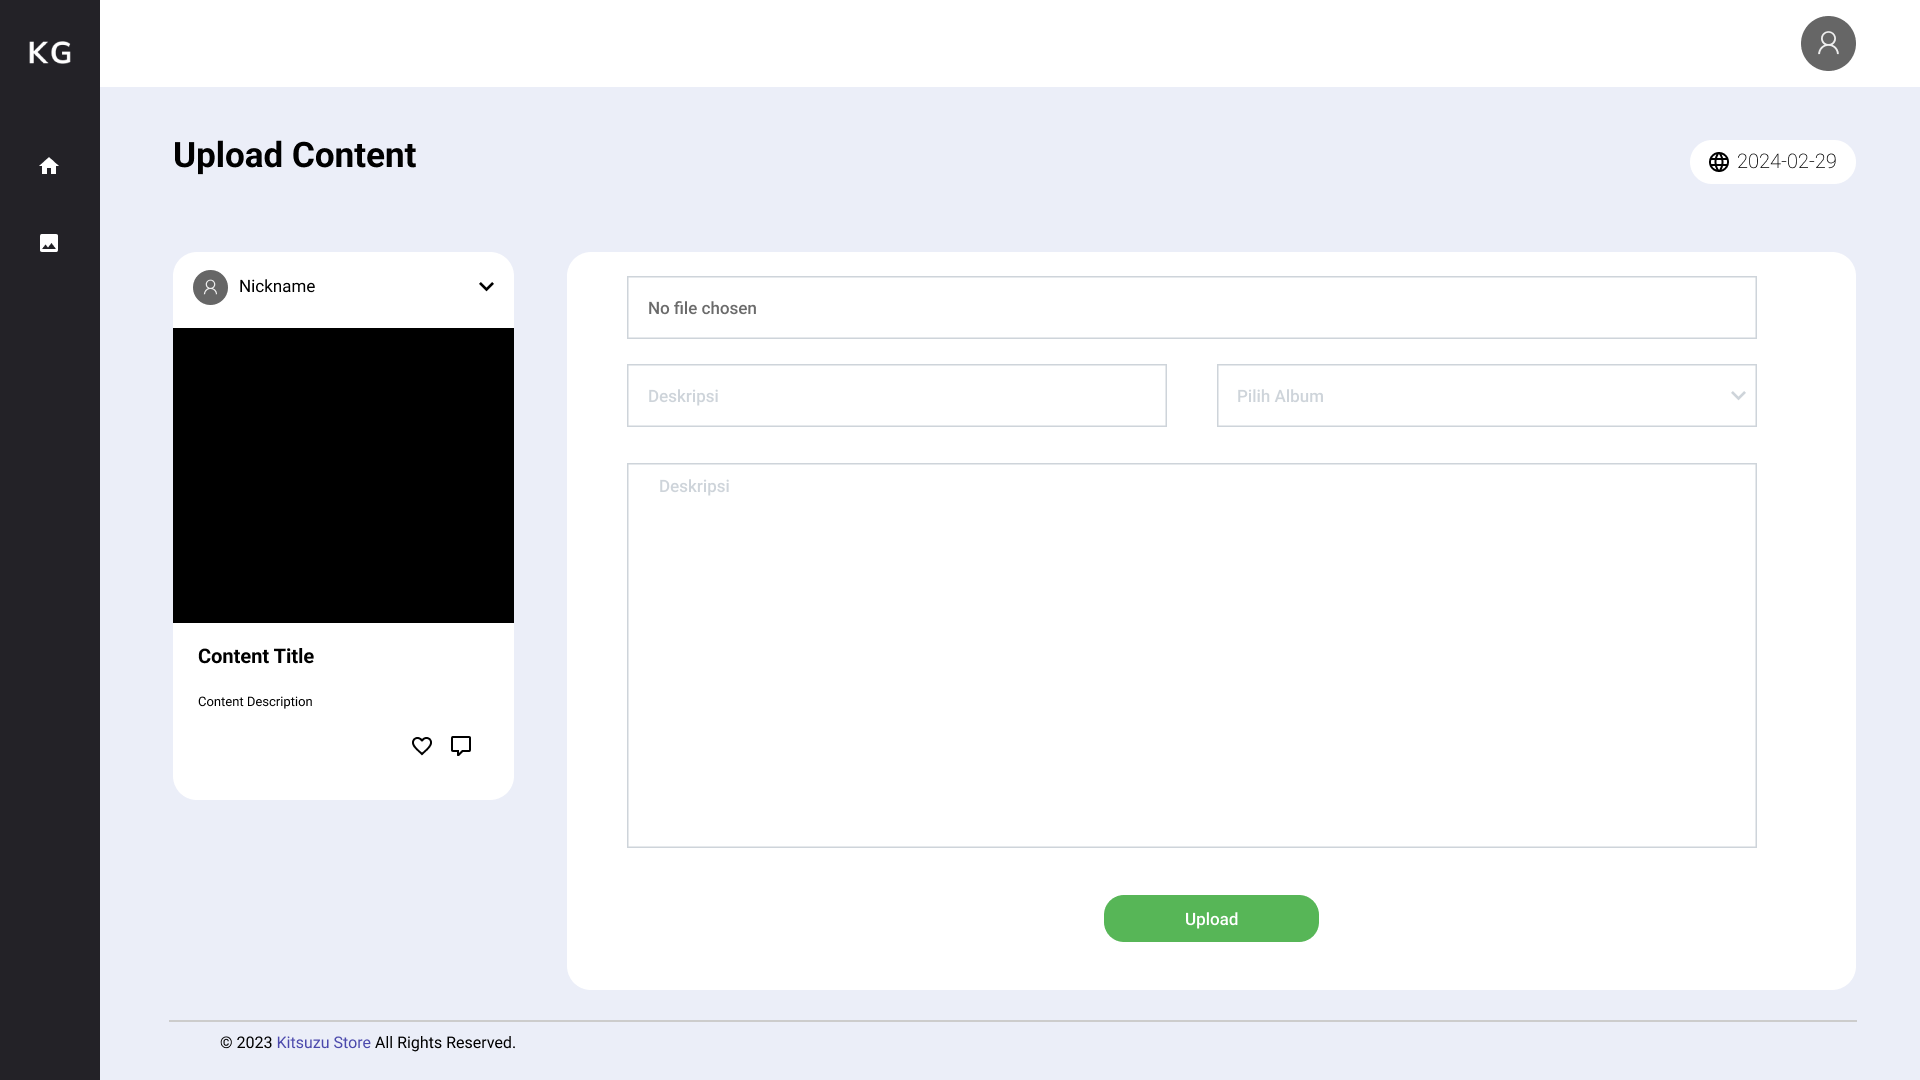 KG
Upload Content
2024-02-29
Nickname
No file chosen
Deskripsi
Pilih Album
Deskripsi
Content Title
Content Description
Upload
© 2023 Kitsuzu Store All Rights Reserved.